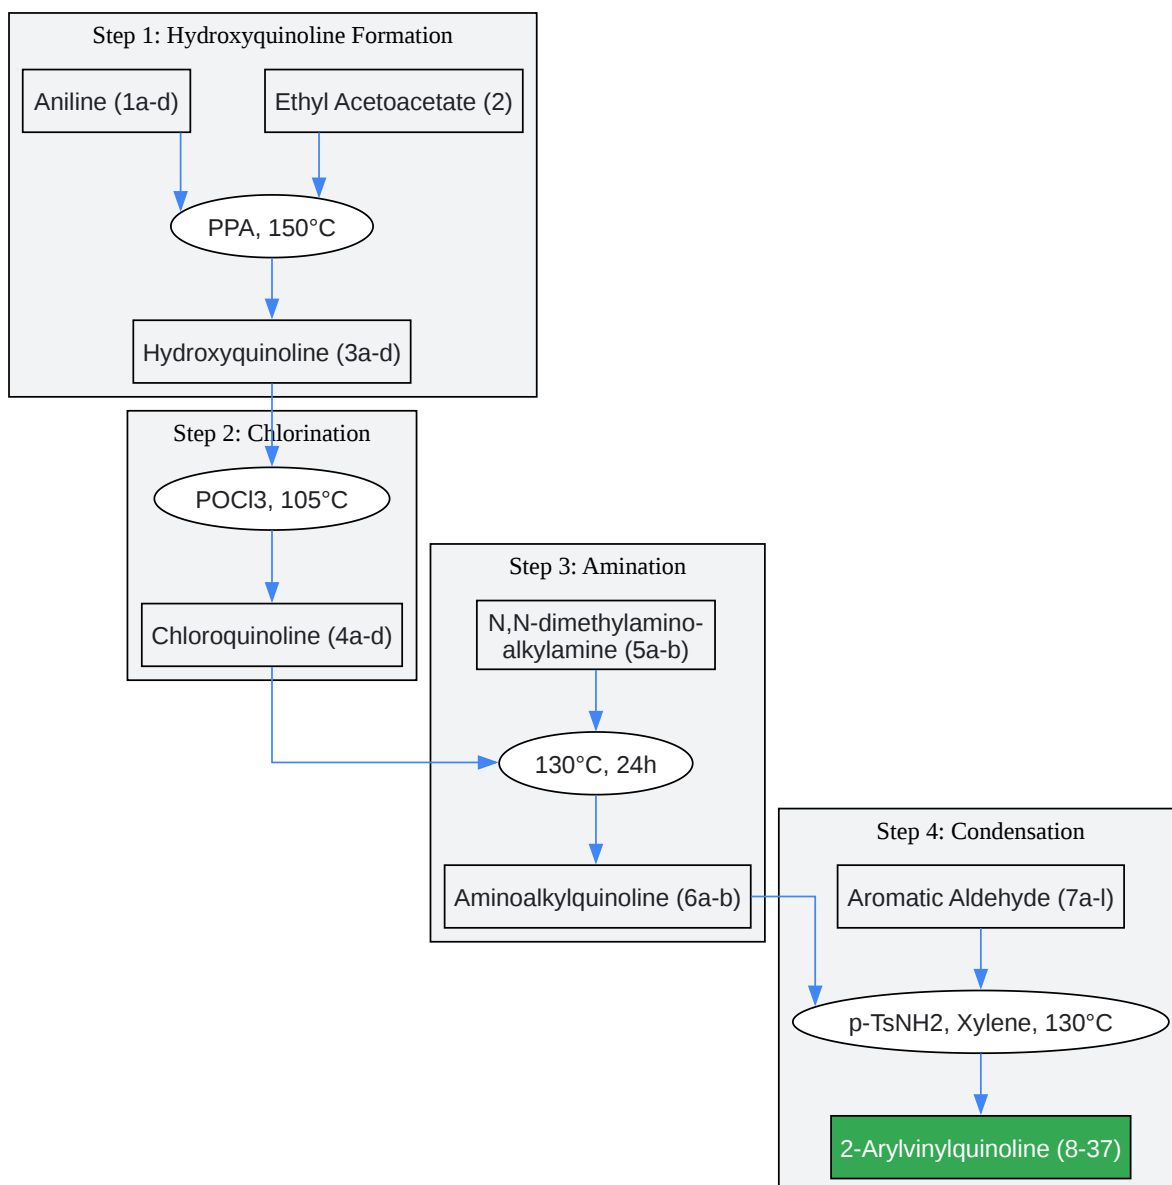 Step 1: Hydroxyquinoline Formation
Aniline (1a-d)
Ethyl Acetoacetate (2)
PPA, 150°C
Hydroxyquinoline (3a-d)
Step 2: Chlorination
POCl3, 105°C
Chloroquinoline (4a-d)
Step 3: Amination
N,N-dimethylamino-
alkylamine (5a-b)
130°C, 24h
Aminoalkylquinoline (6a-b)
Step 4: Condensation
Aromatic Aldehyde (7a-l)
p-TsNH2, Xylene, 130°C
2-Arylvinylquinoline (8-37)